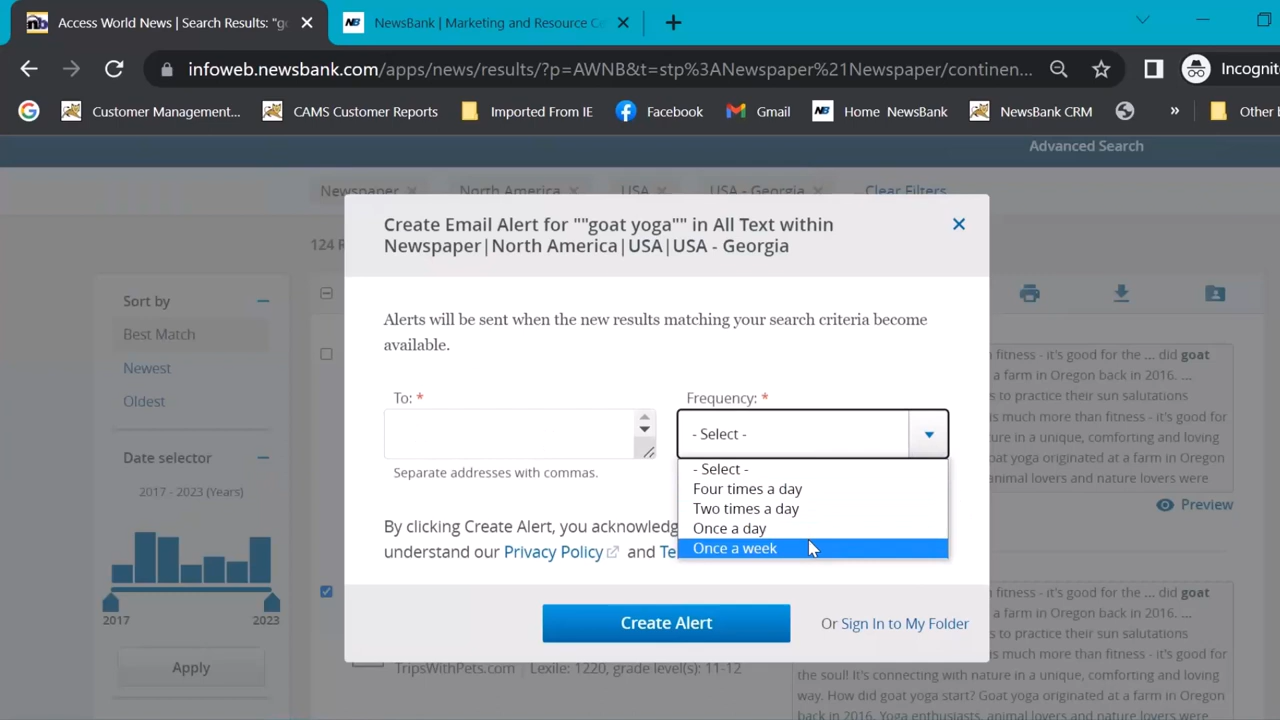 Access World News | Search Results: "go
NewsBank | Marketing and Resource Ce
infoweb.newsbank.com/apps/news/results/?p=AWNB&t=stp%3ANewspaper%21Newspaper/continen...
Incognit
Customer Management...
CAMS Customer Reports
Imported From IE
Facebook
Gmail
Home NewsBank
NewsBank CRM
»
Other b
Advanced Search
Newspaper
North America
USA
USA - Georgia
Clear Filters
124 R
Create Email Alert for ""goat yoga"" in All Text within
Newspaper|North America|USA|USA - Georgia
Alerts will be sent when the new results matching your search criteria become
available.
To: *
Separate addresses with commas.
Frequency: *
- Select -
- Select -
Four times a day
Two times a day
Once a day
Once a week
By clicking Create Alert, you acknowledg
understand our Privacy Policy and Te
Create Alert
Or Sign In to My Folder
Sort by
Best Match
Newest
Oldest
Date selector
2017 - 2023 (Years)
2017
2023
Apply
fitness - it's good for the ... did goat
a farm in Oregon back in 2016. ...
s to practice their sun salutations
is much more than fitness - it's good
ure in a unique, comforting and loving
oat yoga originated at a farm in Oregon
nimal lovers and nature lovers were
Preview
fitness - it's good for the ... did goat
a farm in Oregon back in 2016. ...
s to practice their sun salutations
is much more than fitness - it's good for
the soul! It's connecting with nature in a unique, comforting and loving
way. How did goat yoga start? Goat yoga originated at a farm in
Oregon back in 2016. Yoga enthusiasts, animal lovers and nature lovers
TripsWithPets.com | Lexile: 1220, grade level(s): 11-12